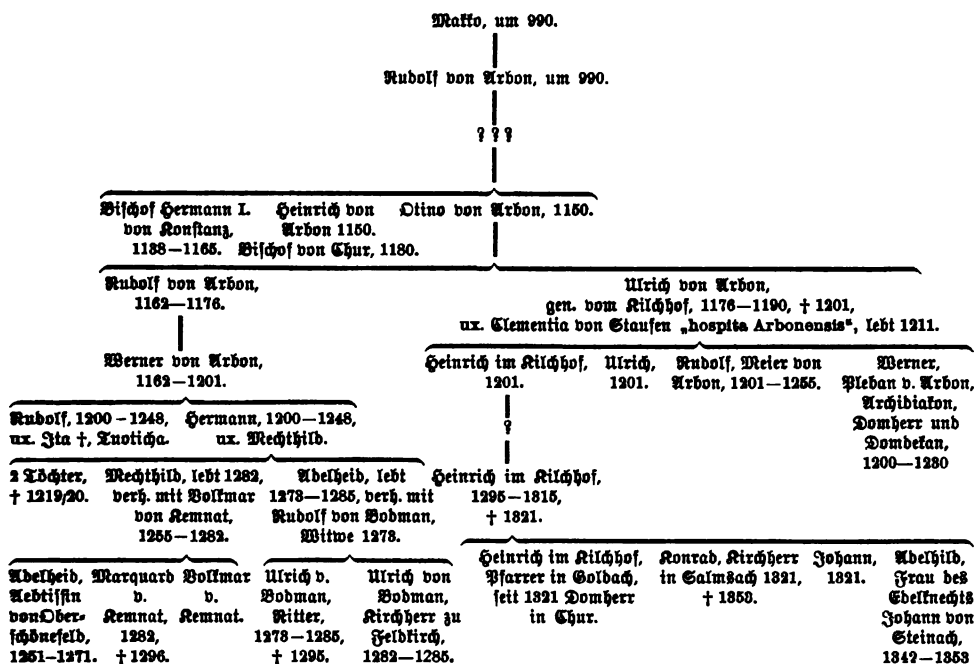 Makko, um 990.
Rudolf von Arbon, um 990.
? ? ?
Bischof Hermann I.
von Konstanz,
1138—1165.
Heinrich von
Arbon 1150.
Bischof von Chur, 1180.
Otino von Arbon, 1150.
Rudolf von Arbon,
1162—1176.
Ulrich von Arbon,
gen. vom Kilchhof, 1176—1190, † 1201,
ux. Clementia von Staufen „hospita Arbonensis“, lebt 1211.
Werner von Arbon,
1162—1201.
Heinrich im Kilchhof,
1201.
Ulrich,
1201.
Rudolf, Meier von
Arbon, 1201—1255.
Werner,
Pleban v. Arbon,
Archidiakon,
Domherr und
Domdekan,
1200—1230
Rudolf, 1200–1248,
ux. Ita †, Tuoticha.
Hermann, 1200—1248,
ux. Mechthild.
?
2 Töchter,
† 1219/20.
Mechthild, lebt 1282,
verh. mit Volkmar
von Kemnat,
1255—1282.
Adelheid, lebt
1273—1285, verh. mit
Rudolf von Bodman,
Witwe 1273.
Heinrich im Kilchhof,
1295—1315,
† 1321.
Adelheid,
Aebtissin
von Ober-
schönefeld,
1251-1271.
Marquard
v.
Kemnat,
1282,
† 1296.
Volkmar
v.
Kemnat.
Ulrich v.
Bodman,
Ritter,
1273—1285,
† 1295.
Ulrich von
Bodman,
Kirchherr zu
Feldkirch,
1282—1285.
Heinrich im Kilchhof,
Pfarrer in Goldach,
seit 1321 Domherr
in Chur.
Konrad, Kirchherr
in Salmsach 1321,
† 1353.
Johann,
1321.
Adelhild,
Frau des
Edelknechts
Johann von
Steinach,
1342—1353